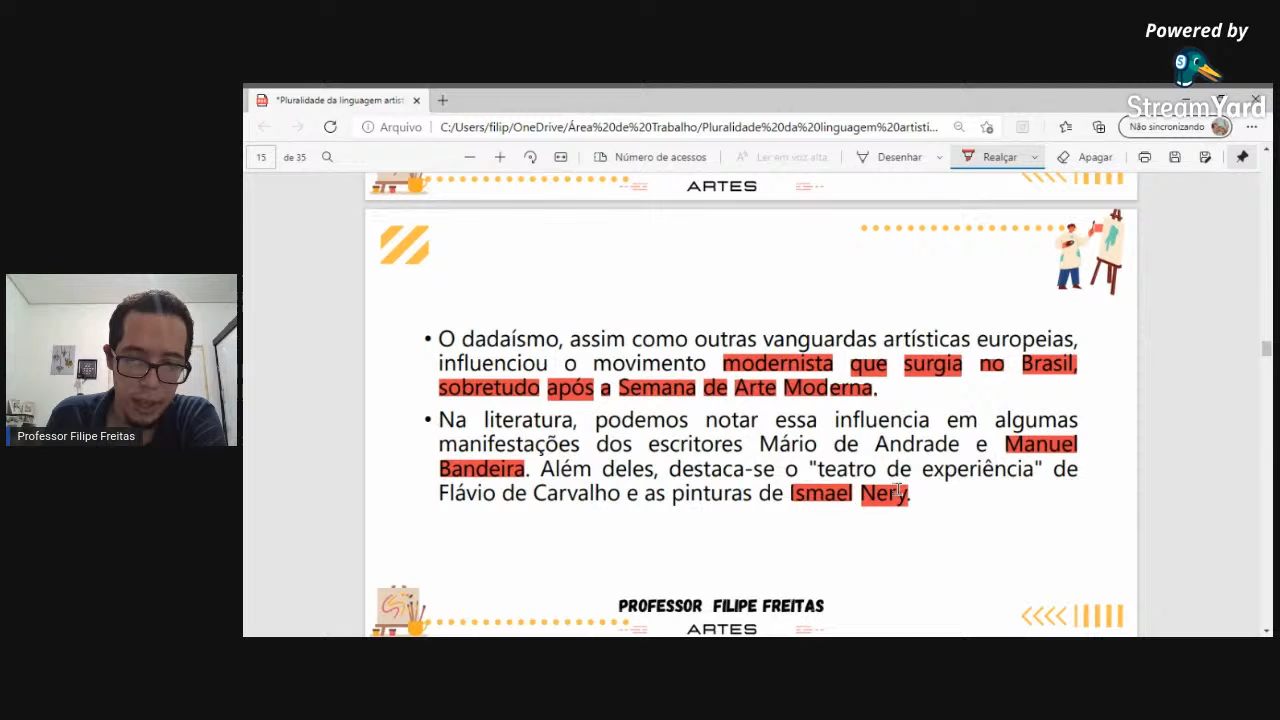 Powered by
StreamYard
*Pluralidade da linguagem artist
Arquivo C:/Users/filip/OneDrive/Área%20de%20Trabalho/Pluralidade%20da%20linguagem%20artisti... Não sincronizando
15 de 35 Número de acessos Ler em voz alta Desenhar Realçar Apagar
ARTES
• O dadaísmo, assim como outras vanguardas artísticas europeias,
influenciou o movimento modernista que surgia no Brasil,
sobretudo após a Semana de Arte Moderna.
• Na literatura, podemos notar essa influencia em algumas
manifestações dos escritores Mário de Andrade e Manuel
Bandeira. Além deles, destaca-se o "teatro de experiência" de
Flávio de Carvalho e as pinturas de Ismael Nery.
PROFESSOR FILIPE FREITAS
ARTES
Professor Filipe Freitas